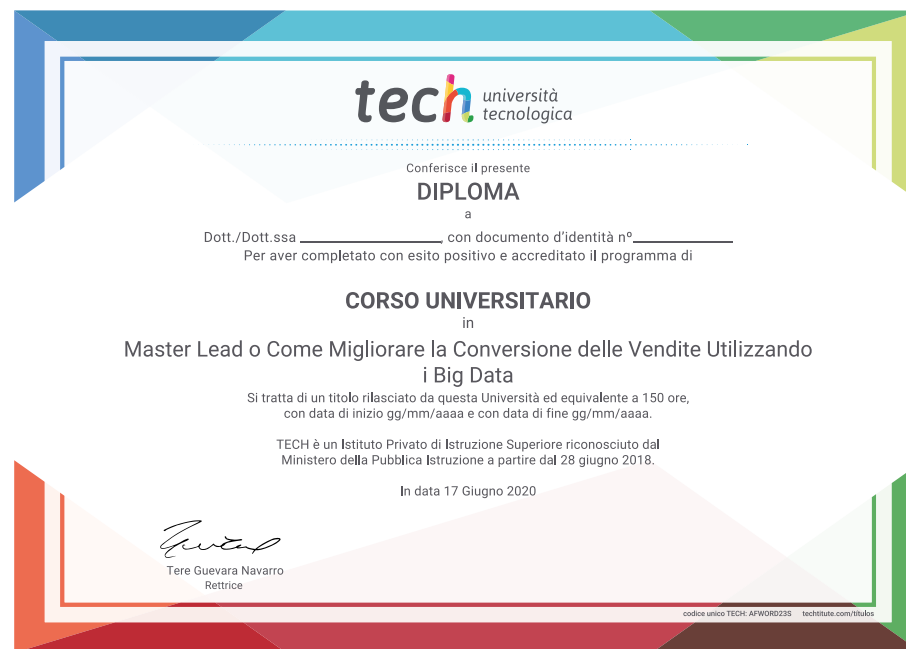 tech università
tecnologica
Conferisce il presente
DIPLOMA
a
Dott./Dott.ssa ____________, con documento d'identità nº_________
Per aver completato con esito positivo e accreditato il programma di
CORSO UNIVERSITARIO
in
Master Lead o Come Migliorare la Conversione delle Vendite Utilizzando
i Big Data
Si tratta di un titolo rilasciato da questa Università ed equivalente a 150 ore,
con data di inizio gg/mm/aaaa e con data di fine gg/mm/aaaa.
TECH è un Istituto Privato di Istruzione Superiore riconosciuto dal
Ministero della Pubblica Istruzione a partire dal 28 giugno 2018.
In data 17 Giugno 2020
Tere Guevara Navarro
Rettrice
codice unico TECH: AFWORD23S techtitute.com/titulos